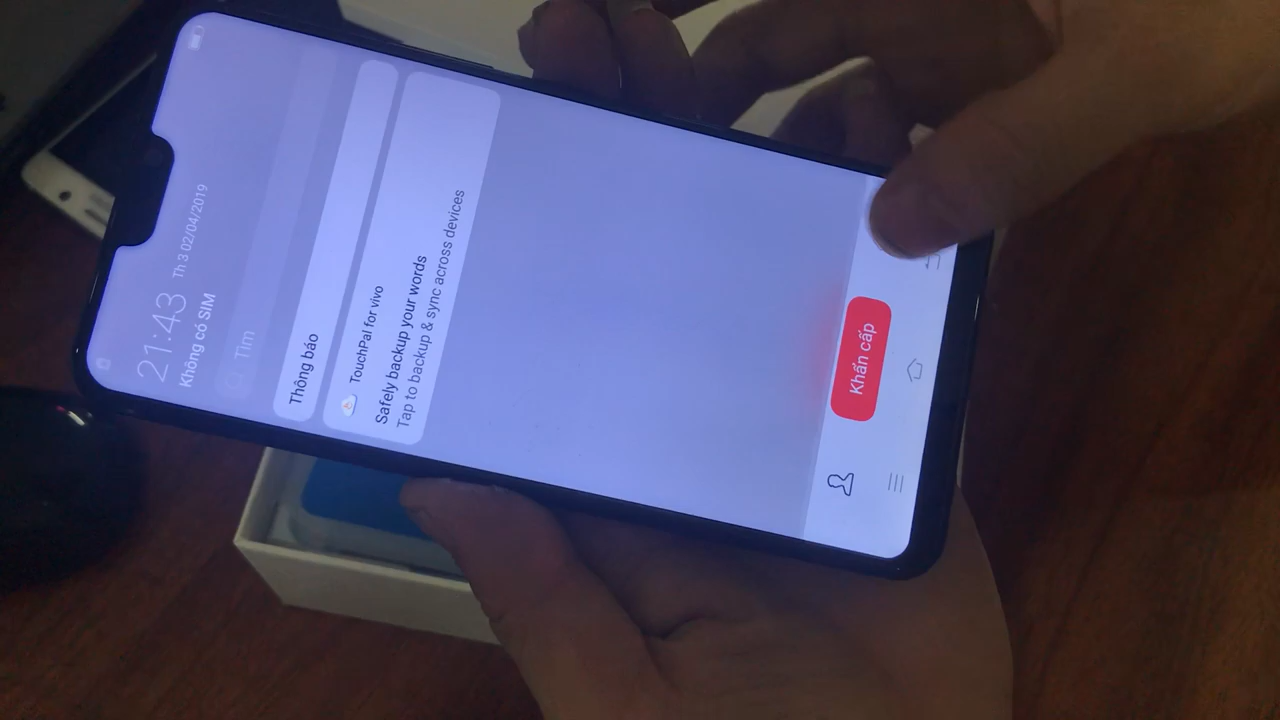 21:43 Th 3 02/04/2019
Không có SIM
Tìm
Thông báo
TouchPal for vivo
Safely backup your words
Tap to backup & sync across devices
Khẩn cấp